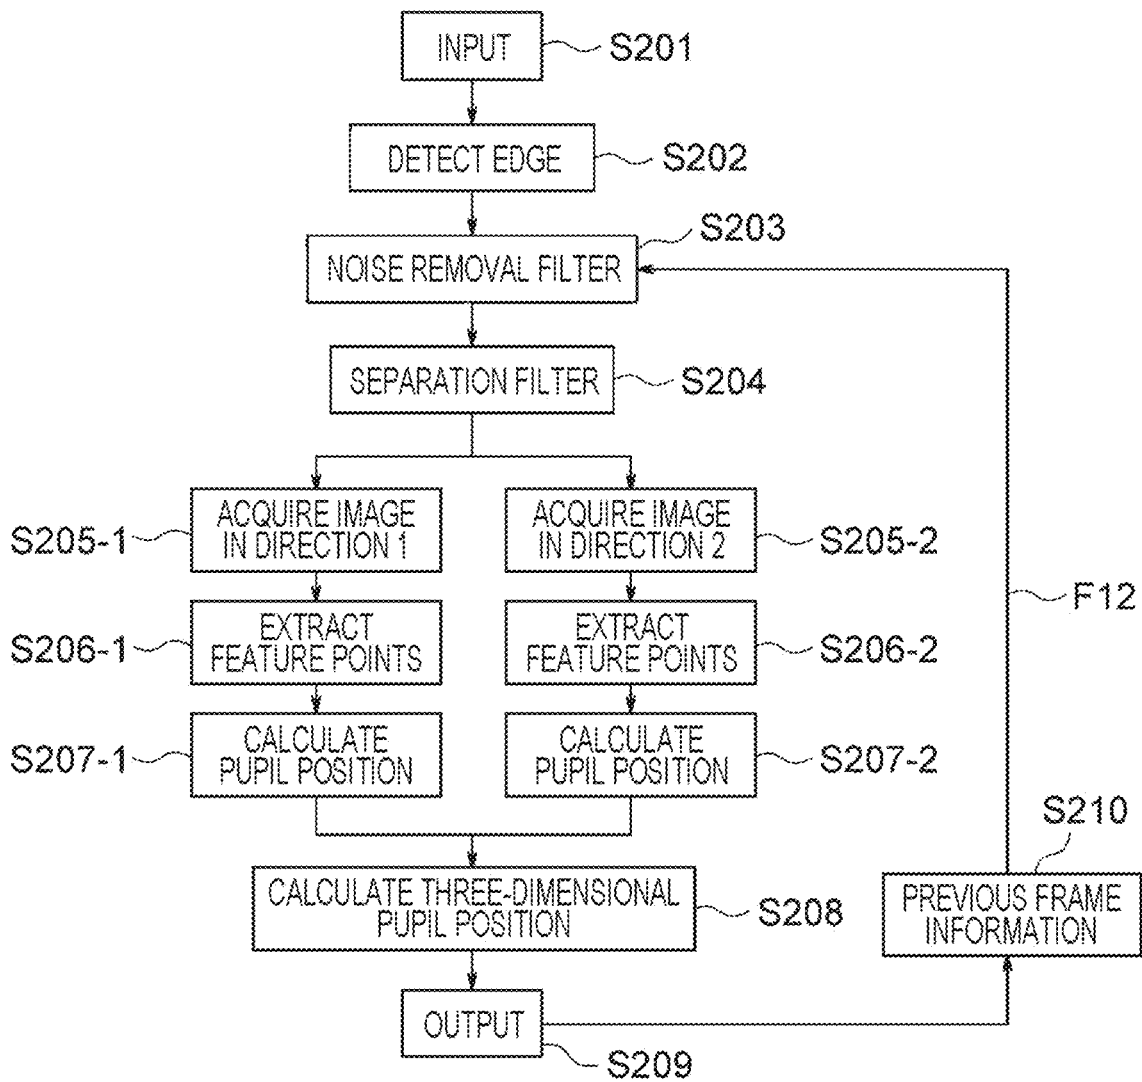 INPUT
S201
DETECT EDGE
S202
S203
NOISE REMOVAL FILTER
SEPARATION FILTER
S204
S205-1
ACQUIRE IMAGE
IN DIRECTION 1
ACQUIRE IMAGE
IN DIRECTION 2
S205-2
F12
S206-1
EXTRACT
FEATURE POINTS
EXTRACT
FEATURE POINTS
S206-2
S207-1
CALCULATE
PUPIL POSITION
CALCULATE
PUPIL POSITION
S207-2
S210
CALCULATE THREE-DIMENSIONAL
PUPIL POSITION
S208
PREVIOUS FRAME
INFORMATION
OUTPUT
S209